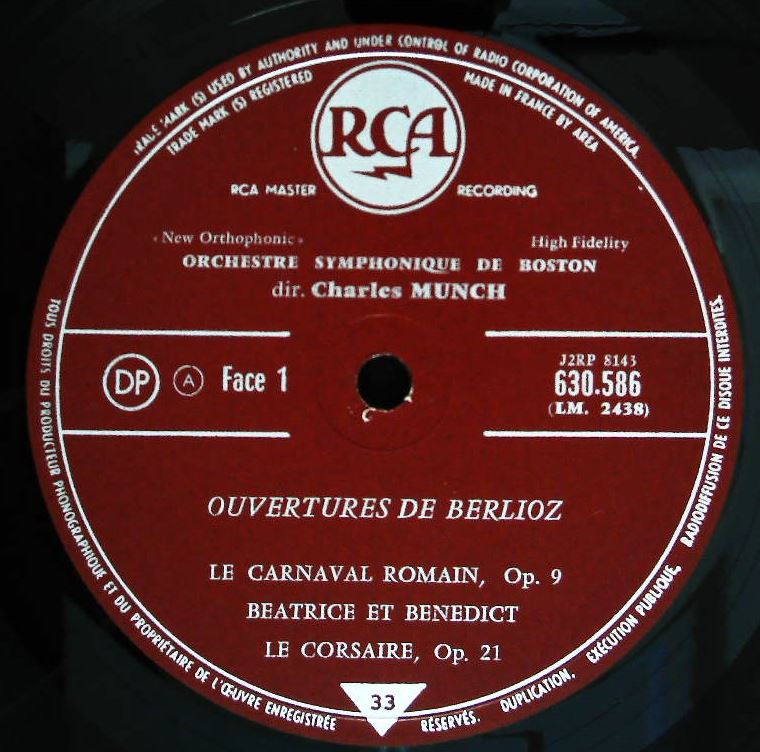 TRADE MARK (S) USED BY AUTHORITY AND UNDER CONTROL OF RADIO CORPORATION OF AMERICA.
TRADE MARK (S) REGISTERED
MADE IN FRANCE BY AREA
RCA
RCA MASTER RECORDING
« New Orthophonic » High Fidelity
ORCHESTRE SYMPHONIQUE DE BOSTON
dir. Charles MUNCH
DP A Face 1
J2RP 8143
630.586
(LM. 2438)
OUVERTURES DE BERLIOZ
LE CARNAVAL ROMAIN, Op. 9
BEATRICE ET BENEDICT
LE CORSAIRE, Op. 21
33
TOUS DROITS DU PRODUCTEUR PHONOGRAPHIQUE ET DU PROPRIÉTAIRE DE L'ŒUVRE ENREGISTRÉE RÉSERVÉS. DUPLICATION, EXÉCUTION PUBLIQUE, RADIODIFFUSION DE CE DISQUE INTERDITES.